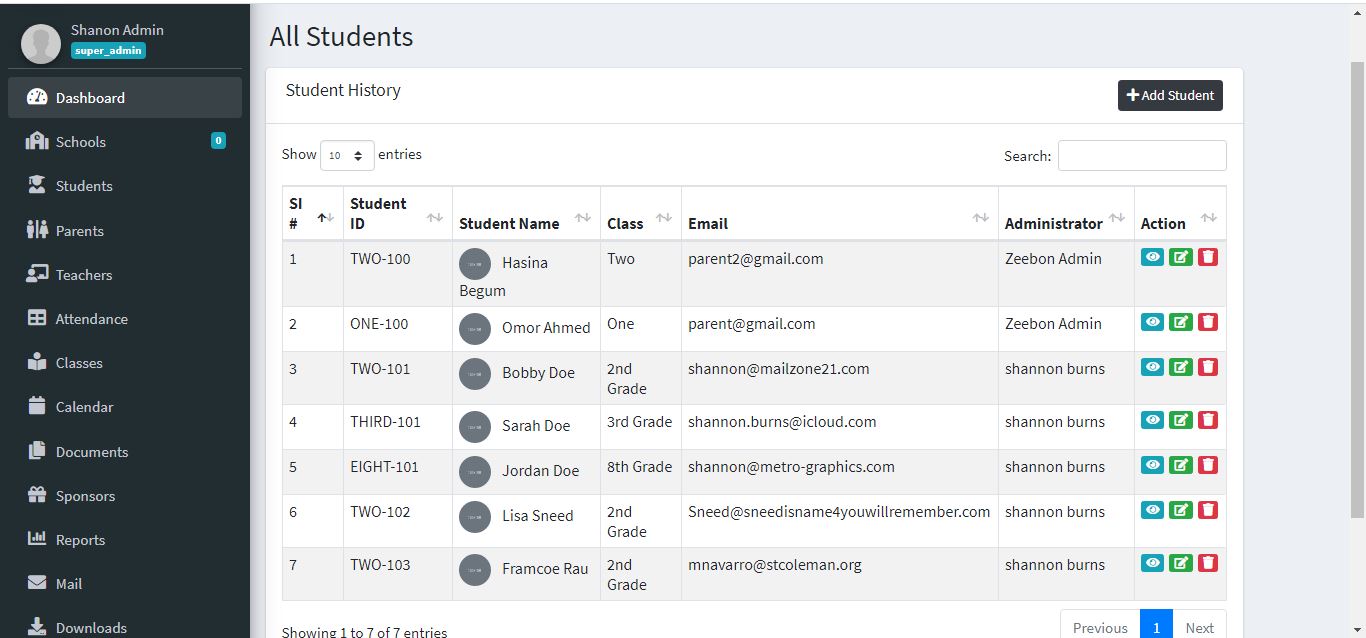 Shanon Admin
super_admin
Dashboard
Schools 0
Students
Parents
Teachers
Attendance
Classes
Calendar
Documents
Sponsors
Reports
Mail
Downloads
All Students
Student History
Add Student
Show 10 entries
Search:
Sl # Student ID Student Name Class Email Administrator Action
1 TWO-100 Hasina Begum Two parent2@gmail.com Zeebon Admin
2 ONE-100 Omor Ahmed One parent@gmail.com Zeebon Admin
3 TWO-101 Bobby Doe 2nd Grade shannon@mailzone21.com shannon burns
4 THIRD-101 Sarah Doe 3rd Grade shannon.burns@icloud.com shannon burns
5 EIGHT-101 Jordan Doe 8th Grade shannon@metro-graphics.com shannon burns
6 TWO-102 Lisa Sneed 2nd Grade Sneed@sneedisname4youwillremember.com shannon burns
7 TWO-103 Framcoe Rau 2nd Grade mnavarro@stcoleman.org shannon burns
Showing 1 to 7 of 7 entries
Previous 1 Next